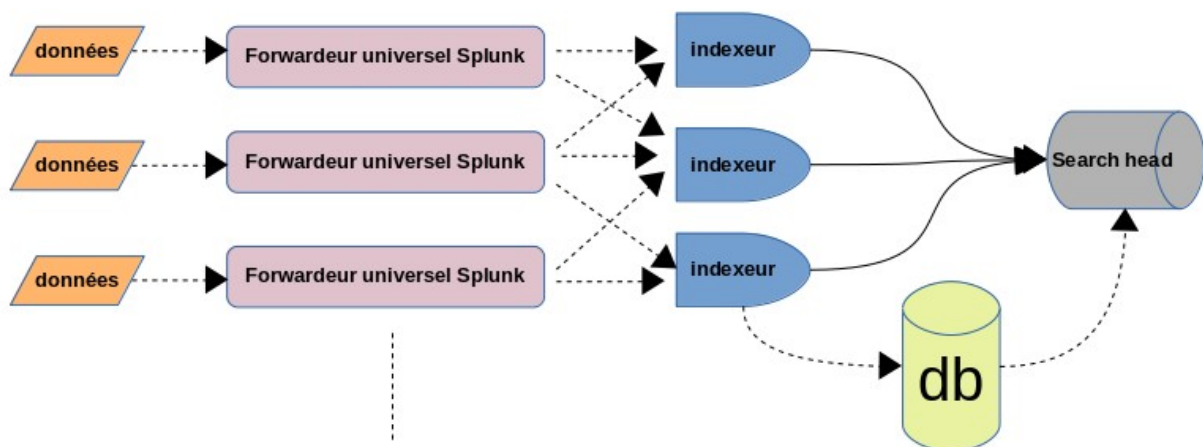 données
Forwardeur universel Splunk
indexeur
données
Forwardeur universel Splunk
indexeur
Search head
données
Forwardeur universel Splunk
indexeur
db